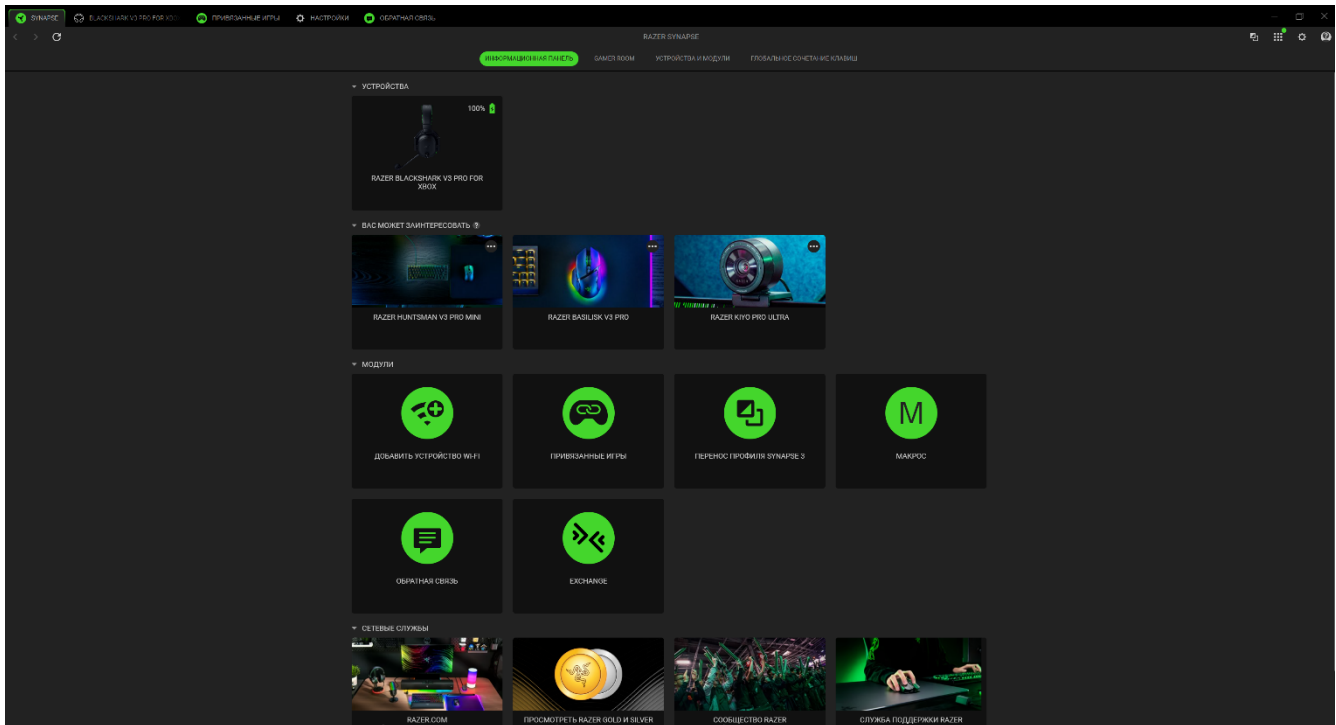 SYNAPSE
BLACKSHARK V3 PRO FOR XBO
ПРИВЯЗАННЫЕ ИГРЫ
НАСТРОЙКИ
ОБРАТНАЯ СВЯЗЬ
RAZER SYNAPSE
ИНФОРМАЦИОННАЯ ПАНЕЛЬ
GAMER ROOM
УСТРОЙСТВА И МОДУЛИ
ГЛОБАЛЬНОЕ СОЧЕТАНИЕ КЛАВИШ
УСТРОЙСТВА
100%
RAZER BLACKSHARK V3 PRO FOR
XBOX
ВАС МОЖЕТ ЗАИНТЕРЕСОВАТЬ ?
RAZER HUNTSMAN V3 PRO MINI
RAZER BASILISK V3 PRO
RAZER KIYO PRO ULTRA
МОДУЛИ
ДОБАВИТЬ УСТРОЙСТВО WI-FI
ПРИВЯЗАННЫЕ ИГРЫ
ПЕРЕНОС ПРОФИЛЯ SYNAPSE 3
M
МАКРОС
ОБРАТНАЯ СВЯЗЬ
EXCHANGE
СЕТЕВЫЕ СЛУЖБЫ
RAZER.COM
ПРОСМОТРЕТЬ RAZER GOLD И SILVER
СООБЩЕСТВО RAZER
СЛУЖБА ПОДДЕРЖКИ RAZER